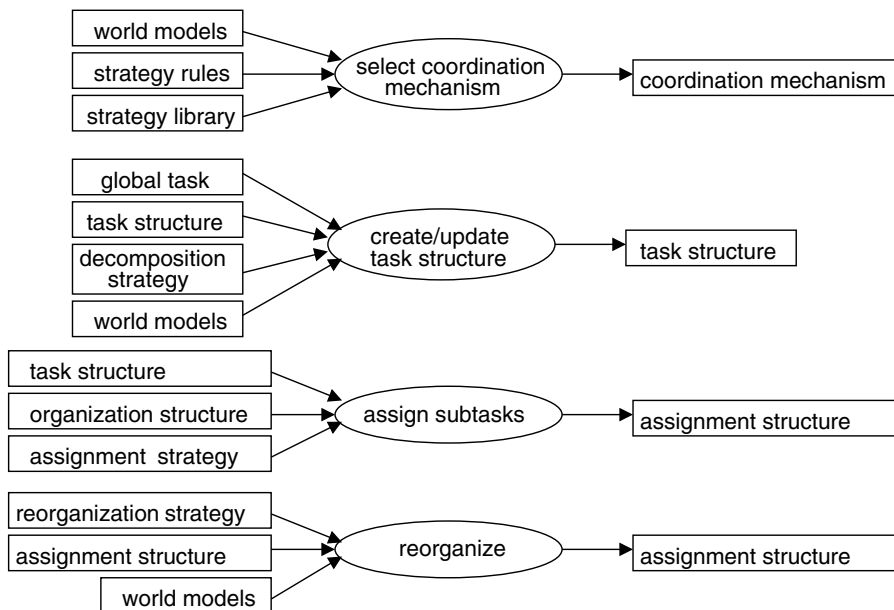 world models
strategy rules
strategy library
select coordination
mechanism
coordination mechanism
global task
task structure
decomposition
strategy
world models
create/update
task structure
task structure
task structure
organization structure
assignment strategy
assign subtasks
assignment structure
reorganization strategy
assignment structure
world models
reorganize
assignment structure